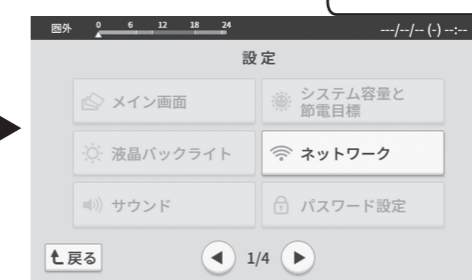 圏外 0 6 12 18 24 ---/--/-- (-) --:--
設定
メイン画面
システム容量と
節電目標
液晶バックライト
ネットワーク
サウンド
パスワード設定
戻る 1/4